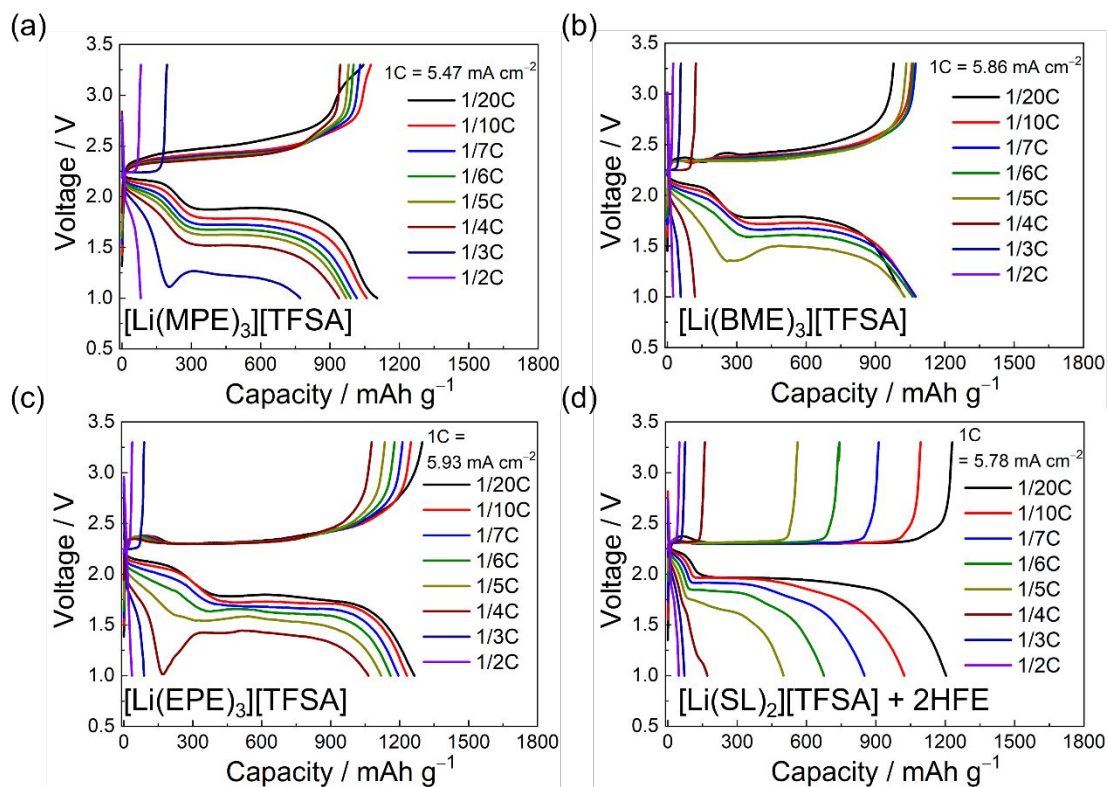 (a)
3.5
3.0
2.5
2.0
1.5
1.0
0.5
Voltage / V
1C = 5.47 mA cm⁻²
1/20C
1/10C
1/7C
1/6C
1/5C
1/4C
1/3C
1/2C
[Li(MPE)₃][TFSA]
0 300 600 900 1200 1500 1800
Capacity / mAh g⁻¹
(b)
3.5
3.0
2.5
2.0
1.5
1.0
0.5
Voltage / V
1C = 5.86 mA cm⁻²
1/20C
1/10C
1/7C
1/6C
1/5C
1/4C
1/3C
1/2C
[Li(BME)₃][TFSA]
0 300 600 900 1200 1500 1800
Capacity / mAh g⁻¹
(c)
3.5
3.0
2.5
2.0
1.5
1.0
0.5
Voltage / V
1C =
5.93 mA cm⁻²
1/20C
1/10C
1/7C
1/6C
1/5C
1/4C
1/3C
1/2C
[Li(EPE)₃][TFSA]
0 300 600 900 1200 1500 1800
Capacity / mAh g⁻¹
(d)
3.5
3.0
2.5
2.0
1.5
1.0
0.5
Voltage / V
1C
= 5.78 mA cm⁻²
1/20C
1/10C
1/7C
1/6C
1/5C
1/4C
1/3C
1/2C
[Li(SL)₂][TFSA] + 2HFE
0 300 600 900 1200 1500 1800
Capacity / mAh g⁻¹